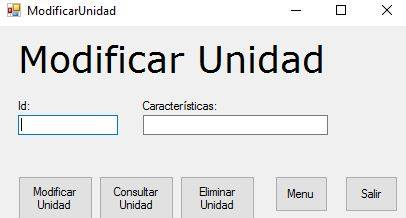 ModificarUnidad
Modificar Unidad
Id: Características:
Modificar Consultar Eliminar Menu Salir
Unidad Unidad Unidad